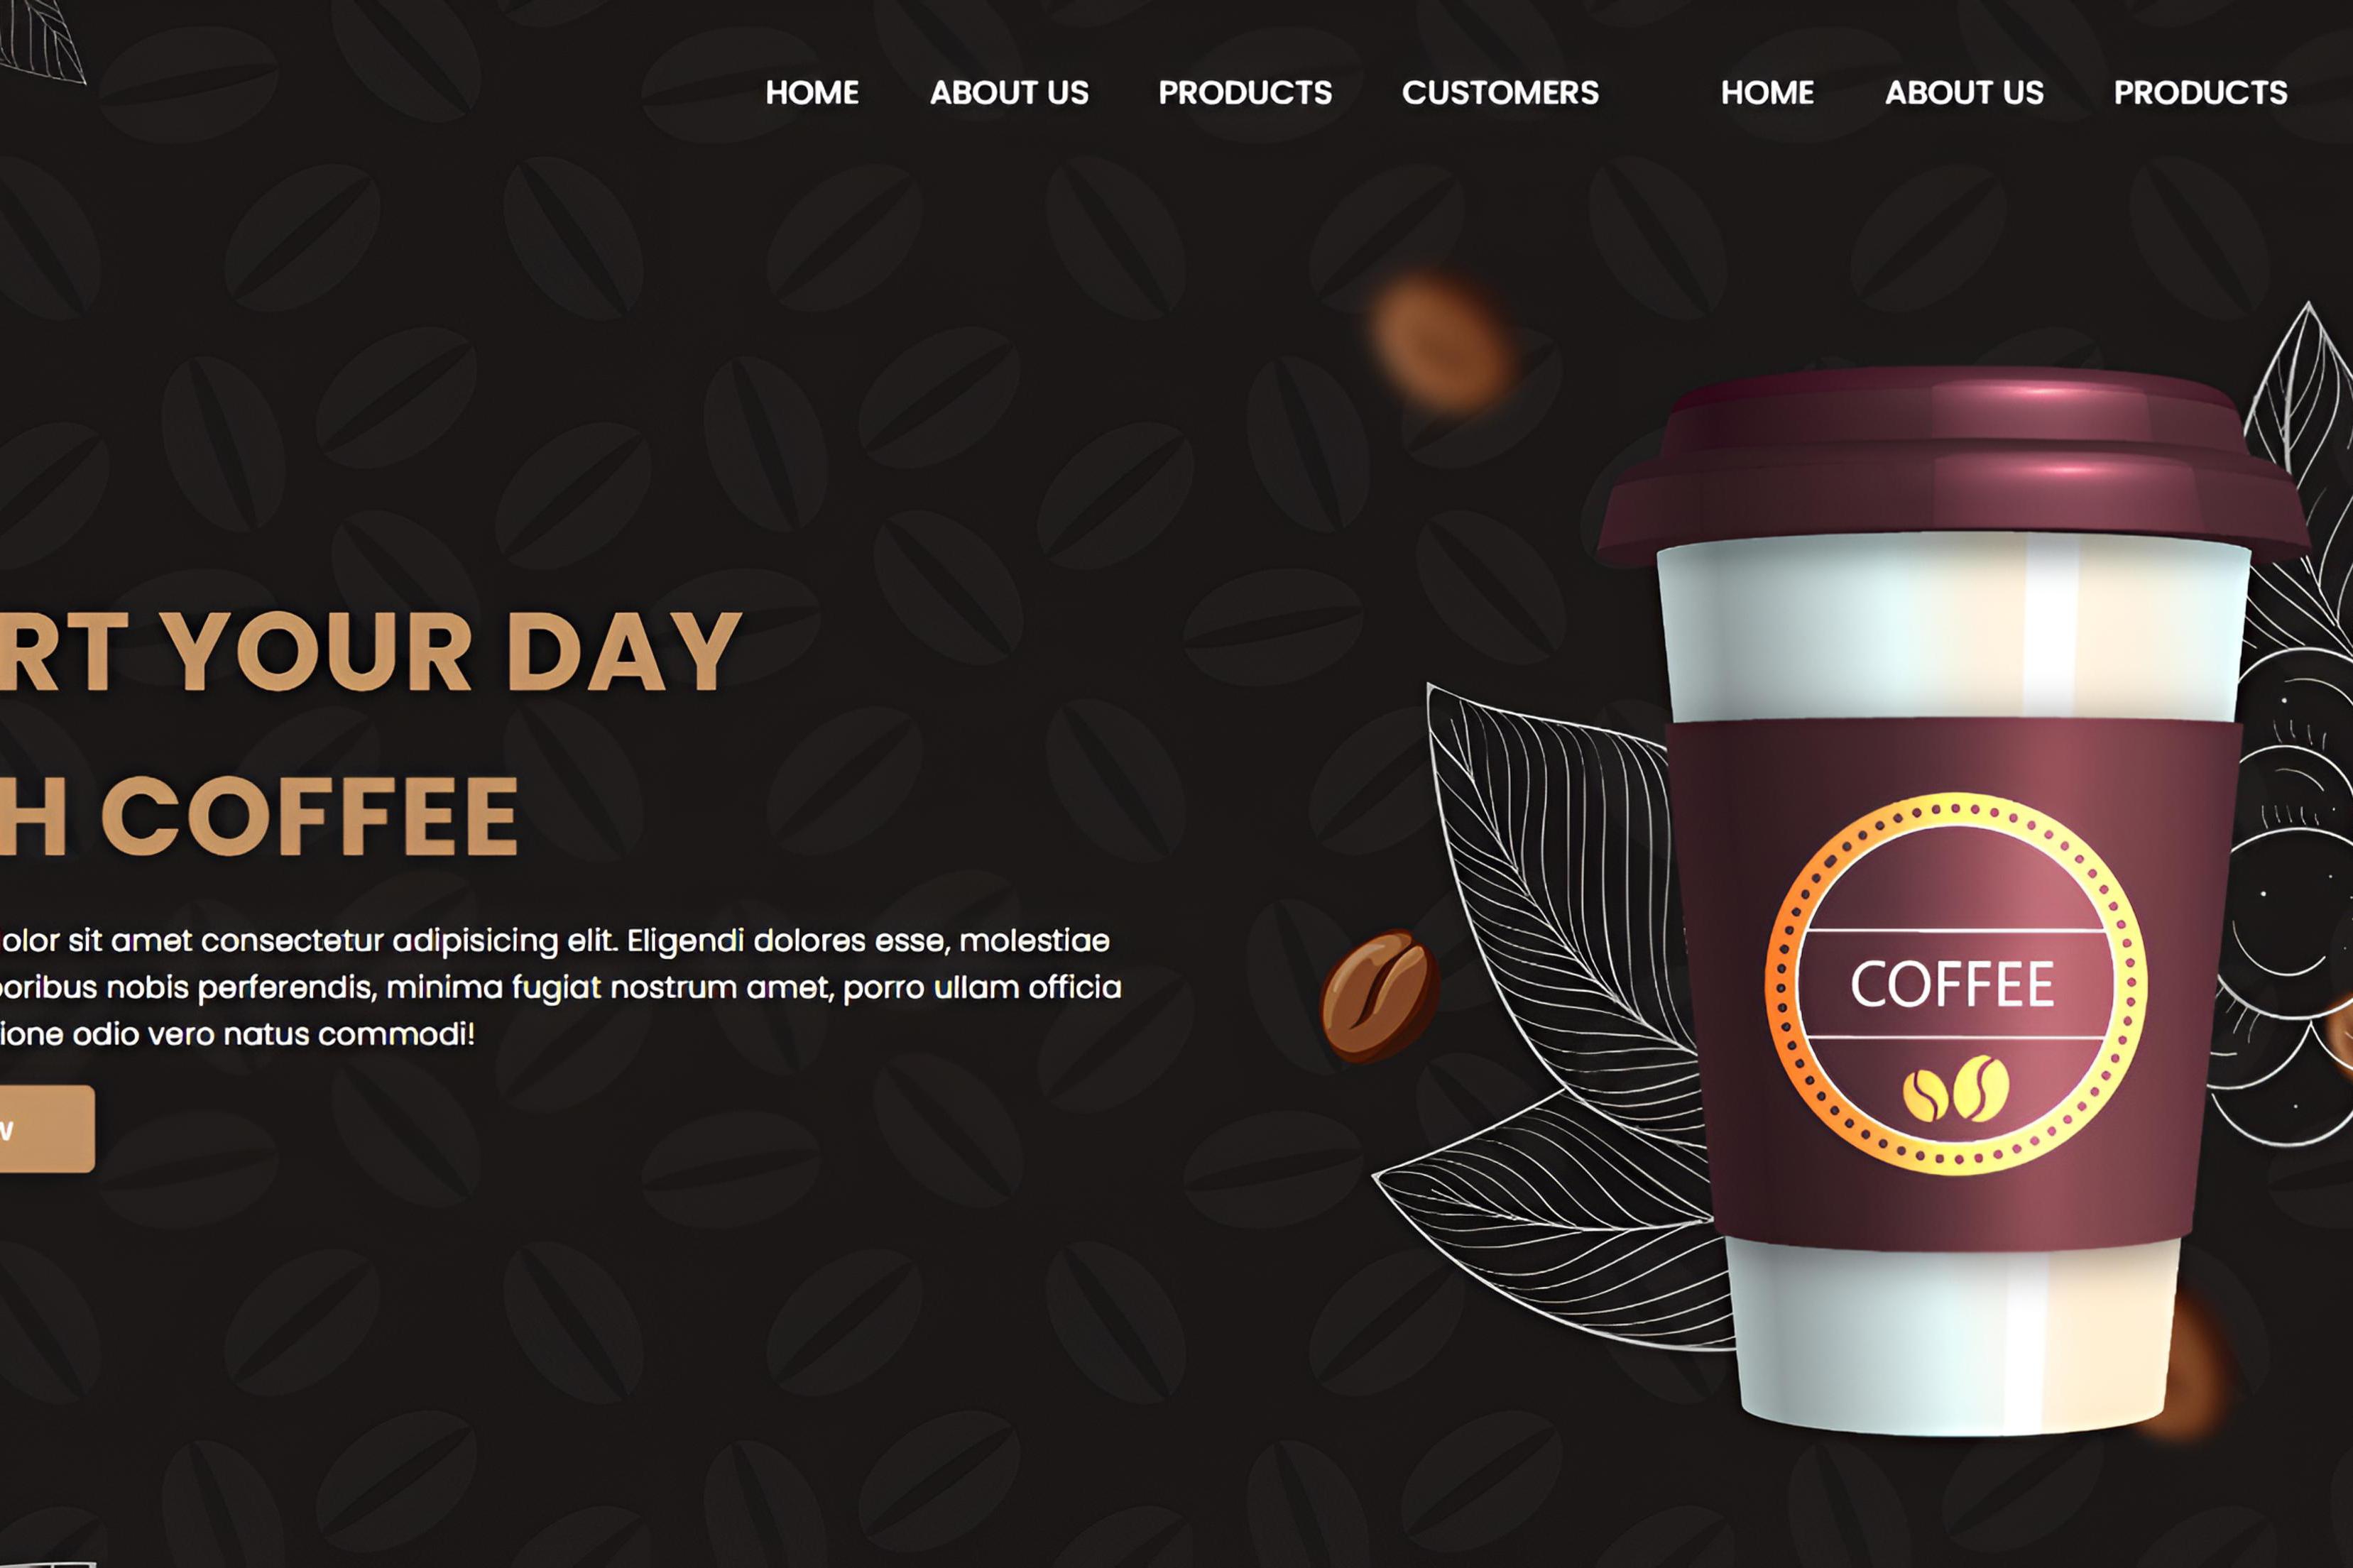 HOME ABOUT US PRODUCTS CUSTOMERS HOME ABOUT US PRODUCTS
RT YOUR DAY
H COFFEE
olor sit amet consectetur adipisicing elit. Eligendi dolores esse, molestiae
oribus nobis perferendis, minima fugiat nostrum amet, porro ullam officia
ione odio vero natus commodi!
W
COFFEE